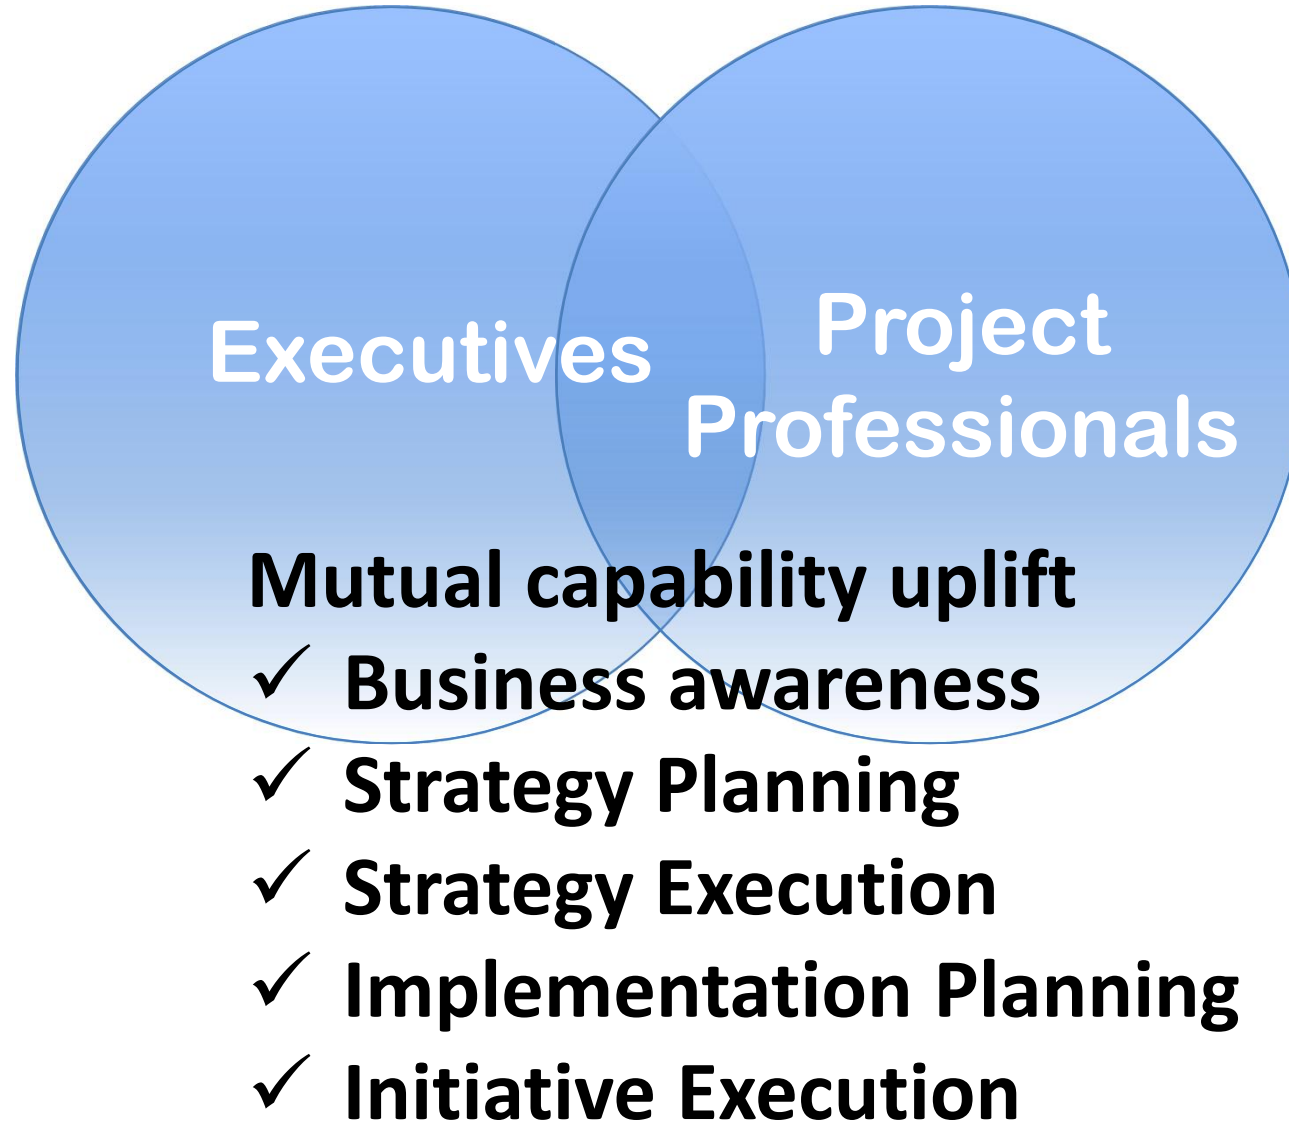 Executives
Project
Professionals
Mutual capability uplift
✓ Business awareness
✓ Strategy Planning
✓ Strategy Execution
✓ Implementation Planning
✓ Initiative Execution